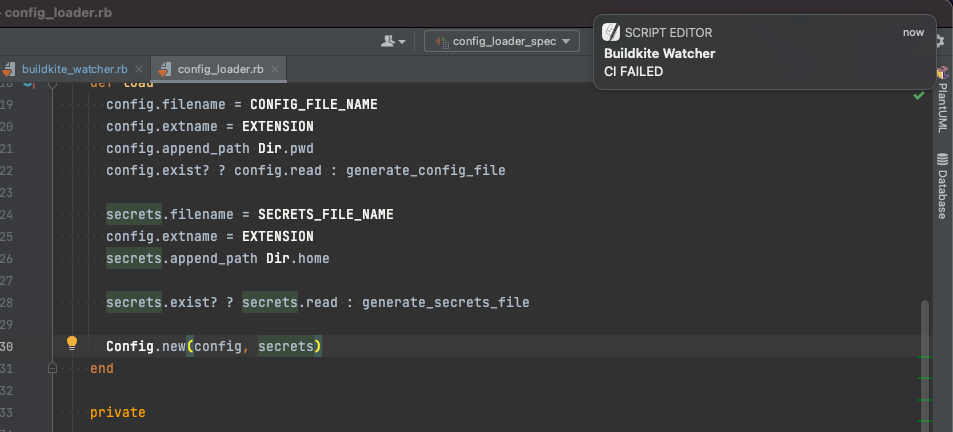 config_loader.rb
config_loader_spec
SCRIPT EDITOR
now
Buildkite Watcher
CI FAILED
buildkite_watcher.rb
config_loader.rb
18 def load
19 config.filename = CONFIG_FILE_NAME
20 config.extname = EXTENSION
21 config.append_path Dir.pwd
22 config.exist? ? config.read : generate_config_file
23
24 secrets.filename = SECRETS_FILE_NAME
25 config.extname = EXTENSION
26 secrets.append_path Dir.home
27
28 secrets.exist? ? secrets.read : generate_secrets_file
29
30 Config.new(config, secrets)
31 end
32
33 private
PlantUML
Database